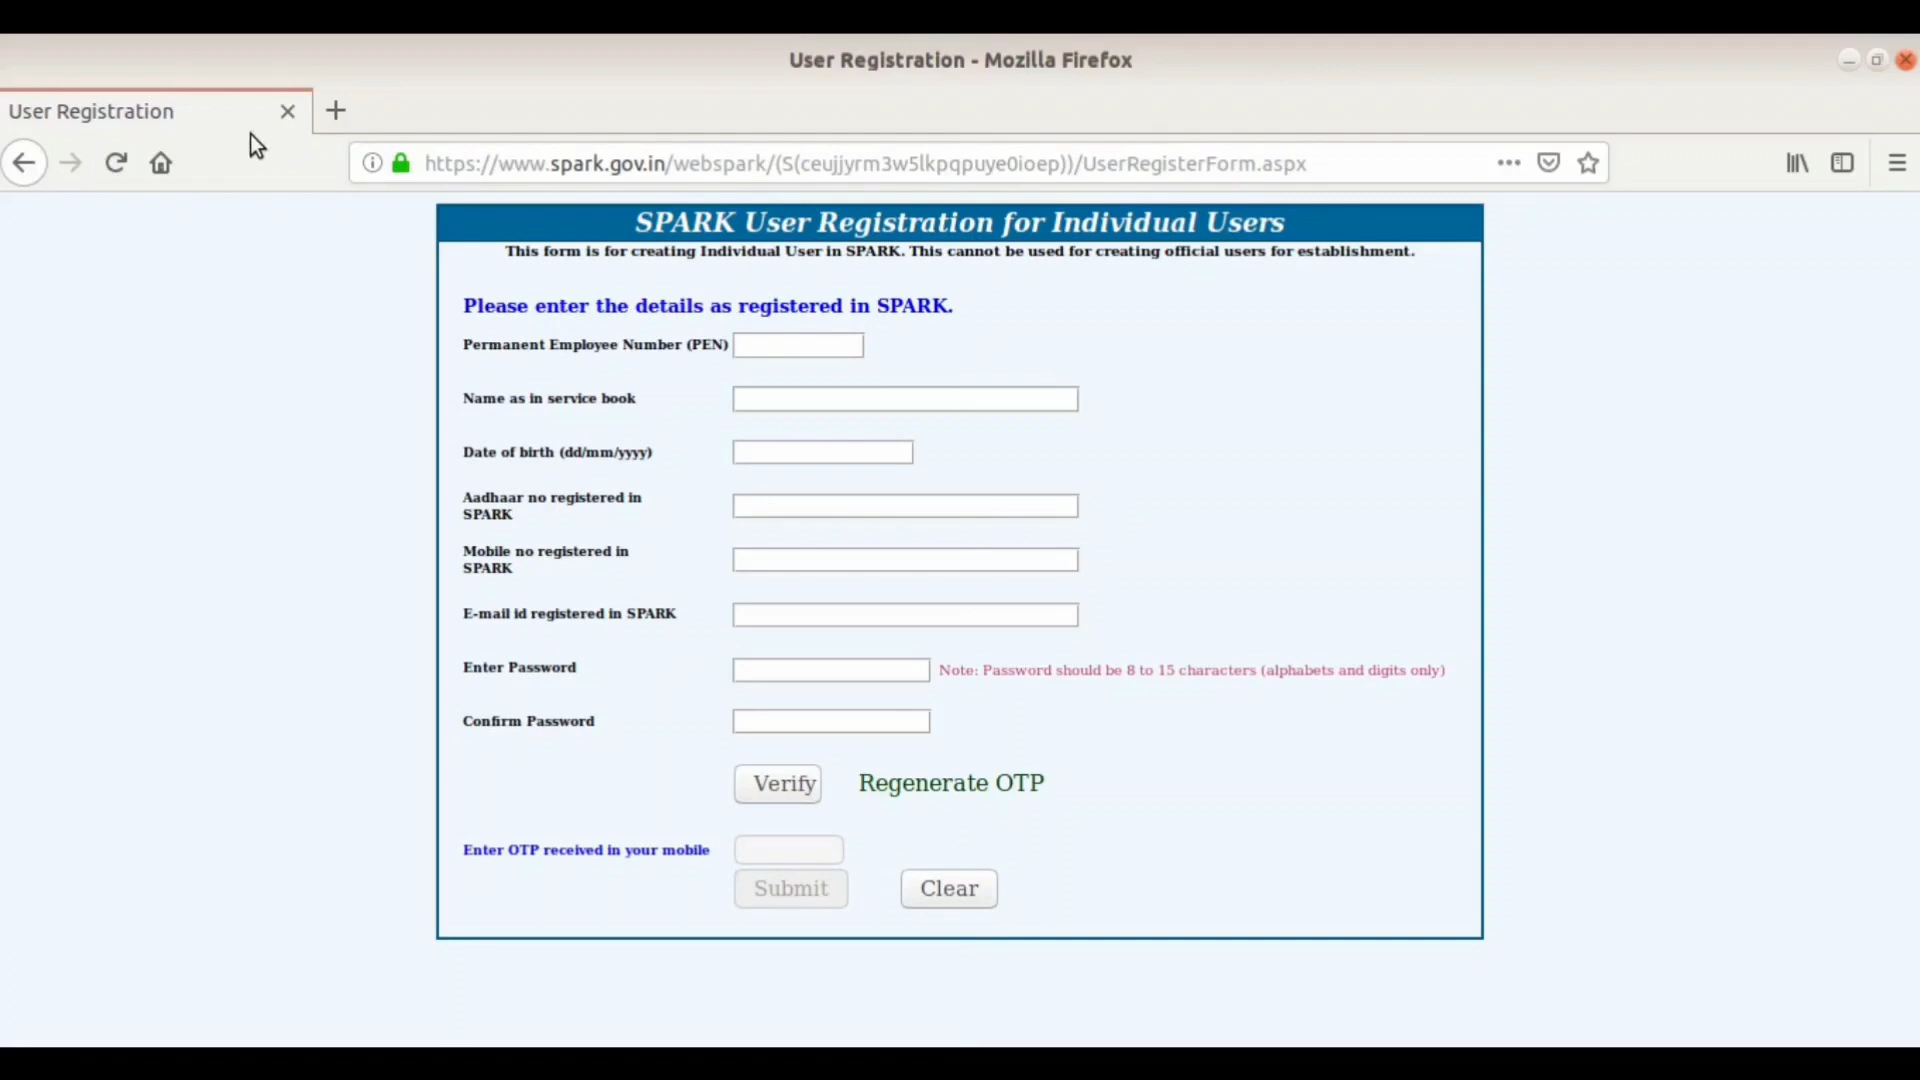 User Registration - Mozilla Firefox
User Registration
https://www.spark.gov.in/webspark/(S(ceujjyrm3w5lkpqpuye0ioep))/UserRegisterForm.aspx
SPARK User Registration for Individual Users
This form is for creating Individual User in SPARK. This cannot be used for creating official users for establishment.
Please enter the details as registered in SPARK.
Permanent Employee Number (PEN)
Name as in service book
Date of birth (dd/mm/yyyy)
Aadhaar no registered in
SPARK
Mobile no registered in
SPARK
E-mail id registered in SPARK
Enter Password
Note: Password should be 8 to 15 characters (alphabets and digits only)
Confirm Password
Verify Regenerate OTP
Enter OTP received in your mobile
Submit Clear